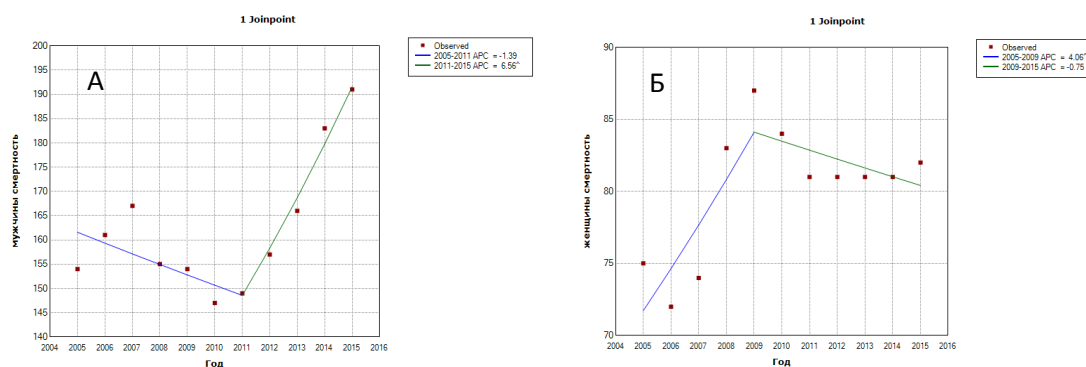 1 Joinpoint
А
мужчины смертность
200
195
190
185
180
175
170
165
160
155
150
145
140
2004 2005 2006 2007 2008 2009 2010 2011 2012 2013 2014 2015 2016
Год
Observed
2005-2011 APC = -1.39
2011-2015 APC = 6.56^
1 Joinpoint
Б
женщины смертность
90
85
80
75
70
2004 2005 2006 2007 2008 2009 2010 2011 2012 2013 2014 2015 2016
Год
Observed
2005-2009 APC = 4.06^
2009-2015 APC = -0.75